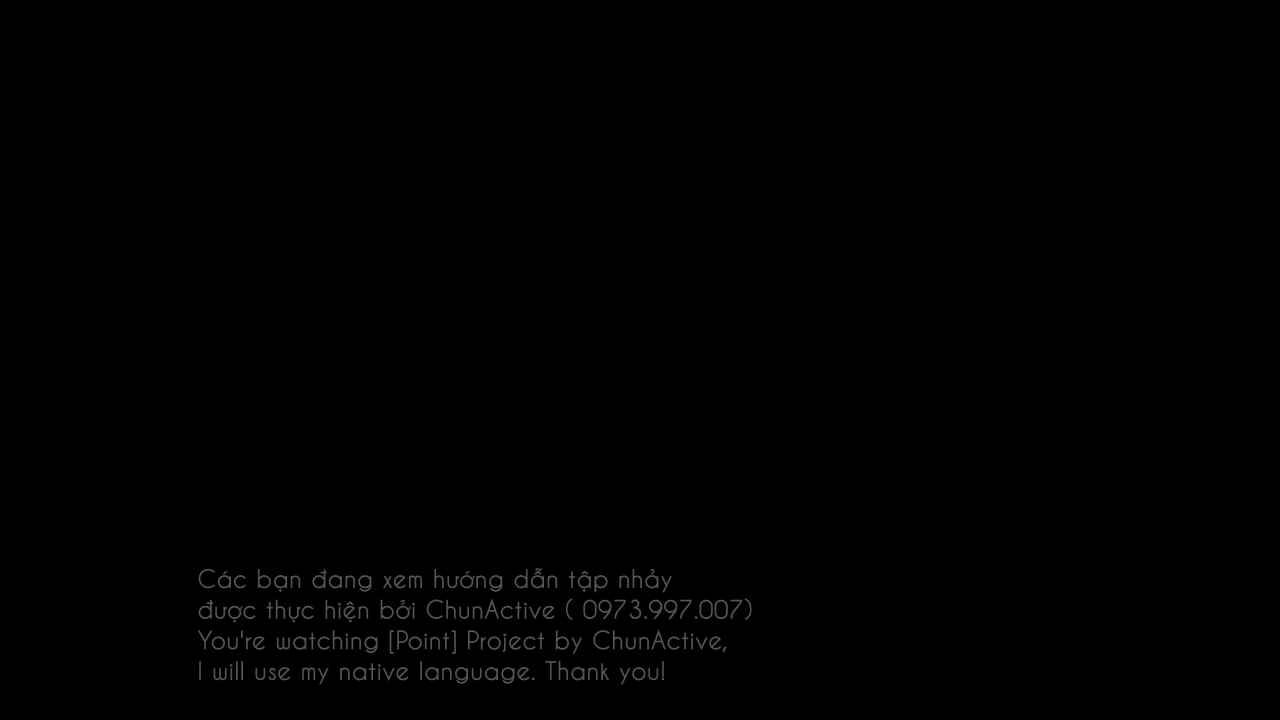 Các bạn đang xem hướng dẫn tập nhảy
được thực hiện bởi ChunActive ( 0973.997.007)
You're watching [Point] Project by ChunActive,
I will use my native language. Thank you!